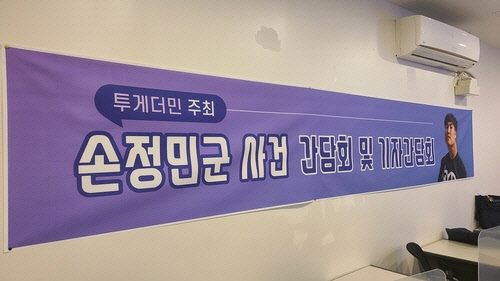 투게더민 주최
손정민군 사건 간담회 및 기자간담회